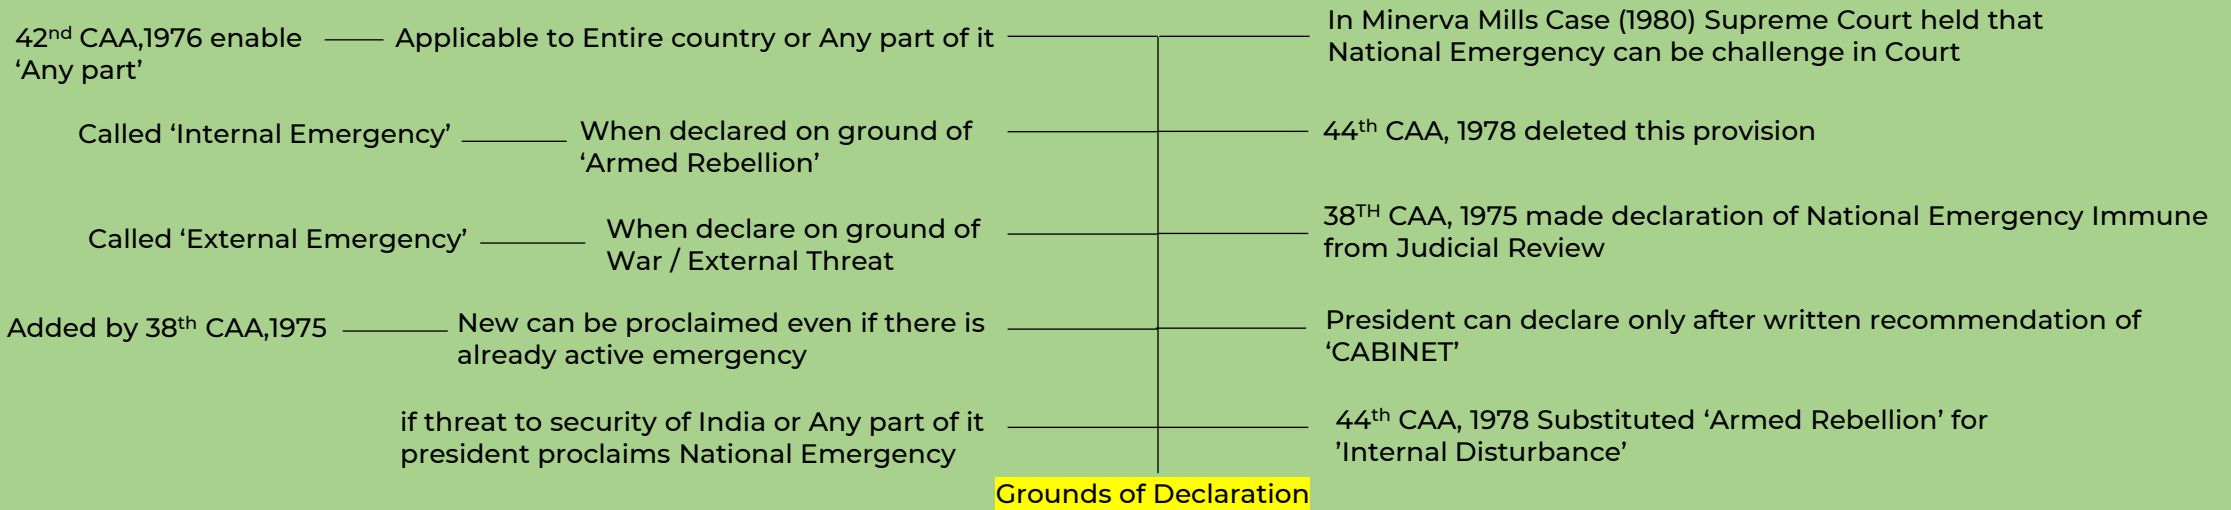 42nd CAA,1976 enable
‘Any part’
Applicable to Entire country or Any part of it
In Minerva Mills Case (1980) Supreme Court held that
National Emergency can be challenge in Court
Called ‘Internal Emergency’
When declared on ground of
‘Armed Rebellion’
44th CAA, 1978 deleted this provision
Called ‘External Emergency’
When declare on ground of
War / External Threat
38TH CAA, 1975 made declaration of National Emergency Immune
from Judicial Review
Added by 38th CAA,1975
New can be proclaimed even if there is
already active emergency
President can declare only after written recommendation of
‘CABINET’
if threat to security of India or Any part of it
president proclaims National Emergency
44th CAA, 1978 Substituted ‘Armed Rebellion’ for
’Internal Disturbance’
Grounds of Declaration